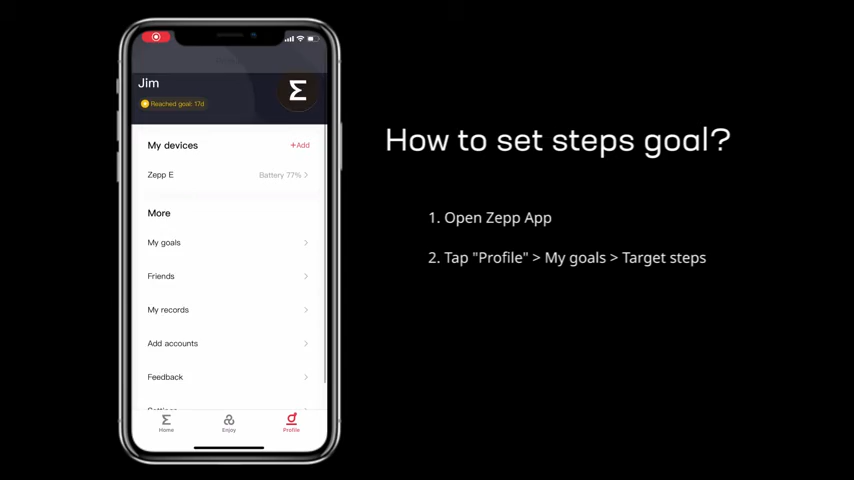 Jim
Reached goal: 17d
My devices
+Add
Zepp E
Battery 77%
More
My goals
Friends
My records
Add accounts
Feedback
Settings
Home
Enjoy
Profile
How to set steps goal?
1. Open Zepp App
2. Tap "Profile" > My goals > Target steps